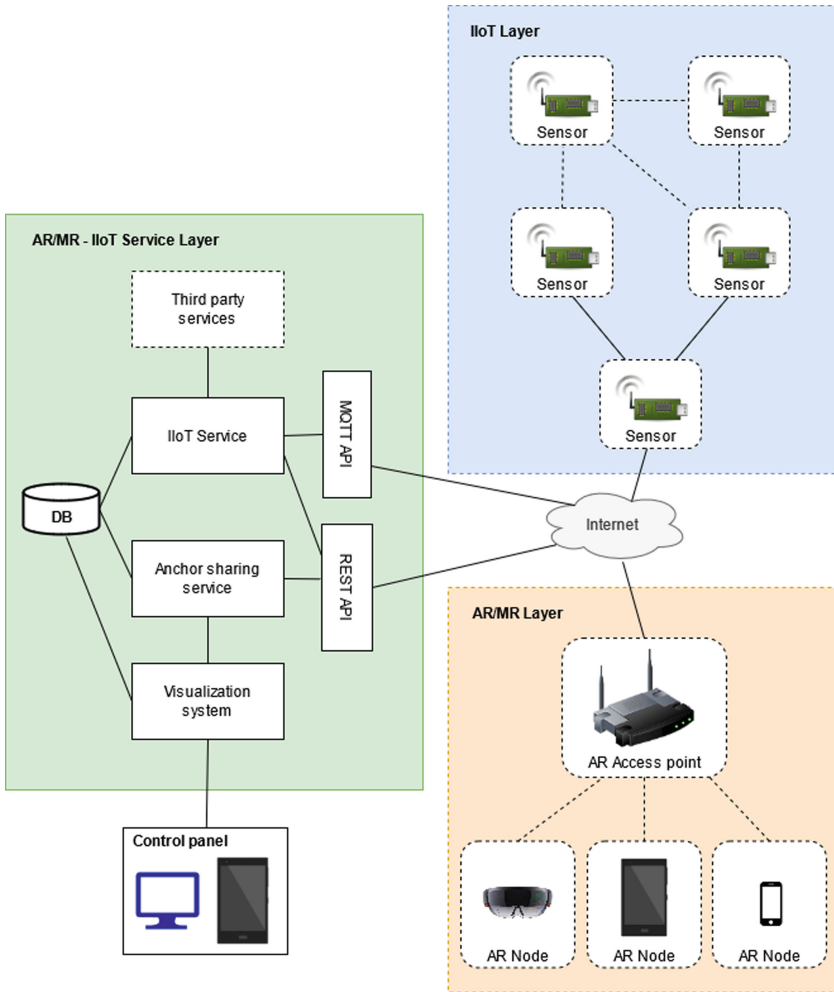 IIoT Layer
Sensor
Sensor
Sensor
Sensor
Sensor
AR/MR - IIoT Service Layer
Third party
services
IIoT Service
MQTT API
DB
Anchor sharing
service
REST API
Visualization
system
Internet
AR/MR Layer
AR Access point
AR Node
AR Node
AR Node
Control panel